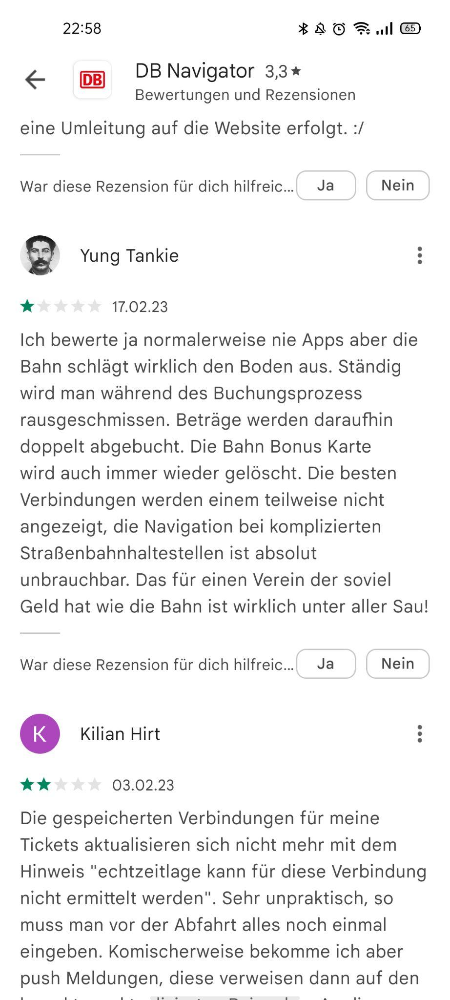 22:58
65
DB
DB Navigator 3,3★
Bewertungen und Rezensionen
eine Umleitung auf die Website erfolgt. :/
War diese Rezension für dich hilfreic... Ja Nein
Yung Tankie
17.02.23
Ich bewerte ja normalerweise nie Apps aber die
Bahn schlägt wirklich den Boden aus. Ständig
wird man während des Buchungsprozess
rausgeschmissen. Beträge werden daraufhin
doppelt abgebucht. Die Bahn Bonus Karte
wird auch immer wieder gelöscht. Die besten
Verbindungen werden einem teilweise nicht
angezeigt, die Navigation bei komplizierten
Straßenbahnhaltestellen ist absolut
unbrauchbar. Das für einen Verein der soviel
Geld hat wie die Bahn ist wirklich unter aller Sau!
War diese Rezension für dich hilfreic... Ja Nein
K
Kilian Hirt
03.02.23
Die gespeicherten Verbindungen für meine
Tickets aktualisieren sich nicht mehr mit dem
Hinweis "echtzeitlage kann für diese Verbindung
nicht ermittelt werden". Sehr unpraktisch, so
muss man vor der Abfahrt alles noch einmal
eingeben. Komischerweise bekomme ich aber
push Meldungen, diese verweisen dann auf den